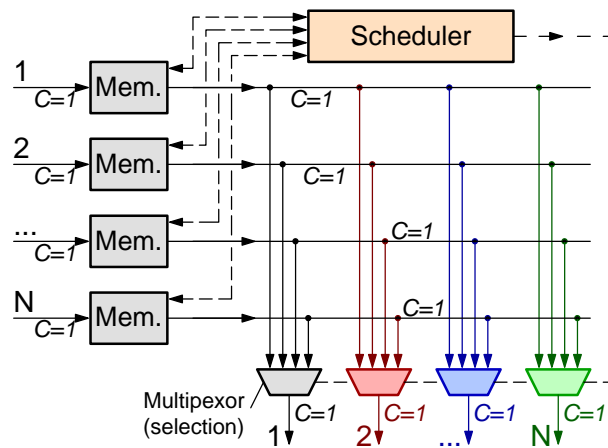 Scheduler
1
Mem.
C=1
C=1
2
Mem.
C=1
C=1
...
Mem.
C=1
C=1
N
Mem.
C=1
C=1
Multipexor
(selection)
C=1
C=1
C=1
C=1
1
2
...
N